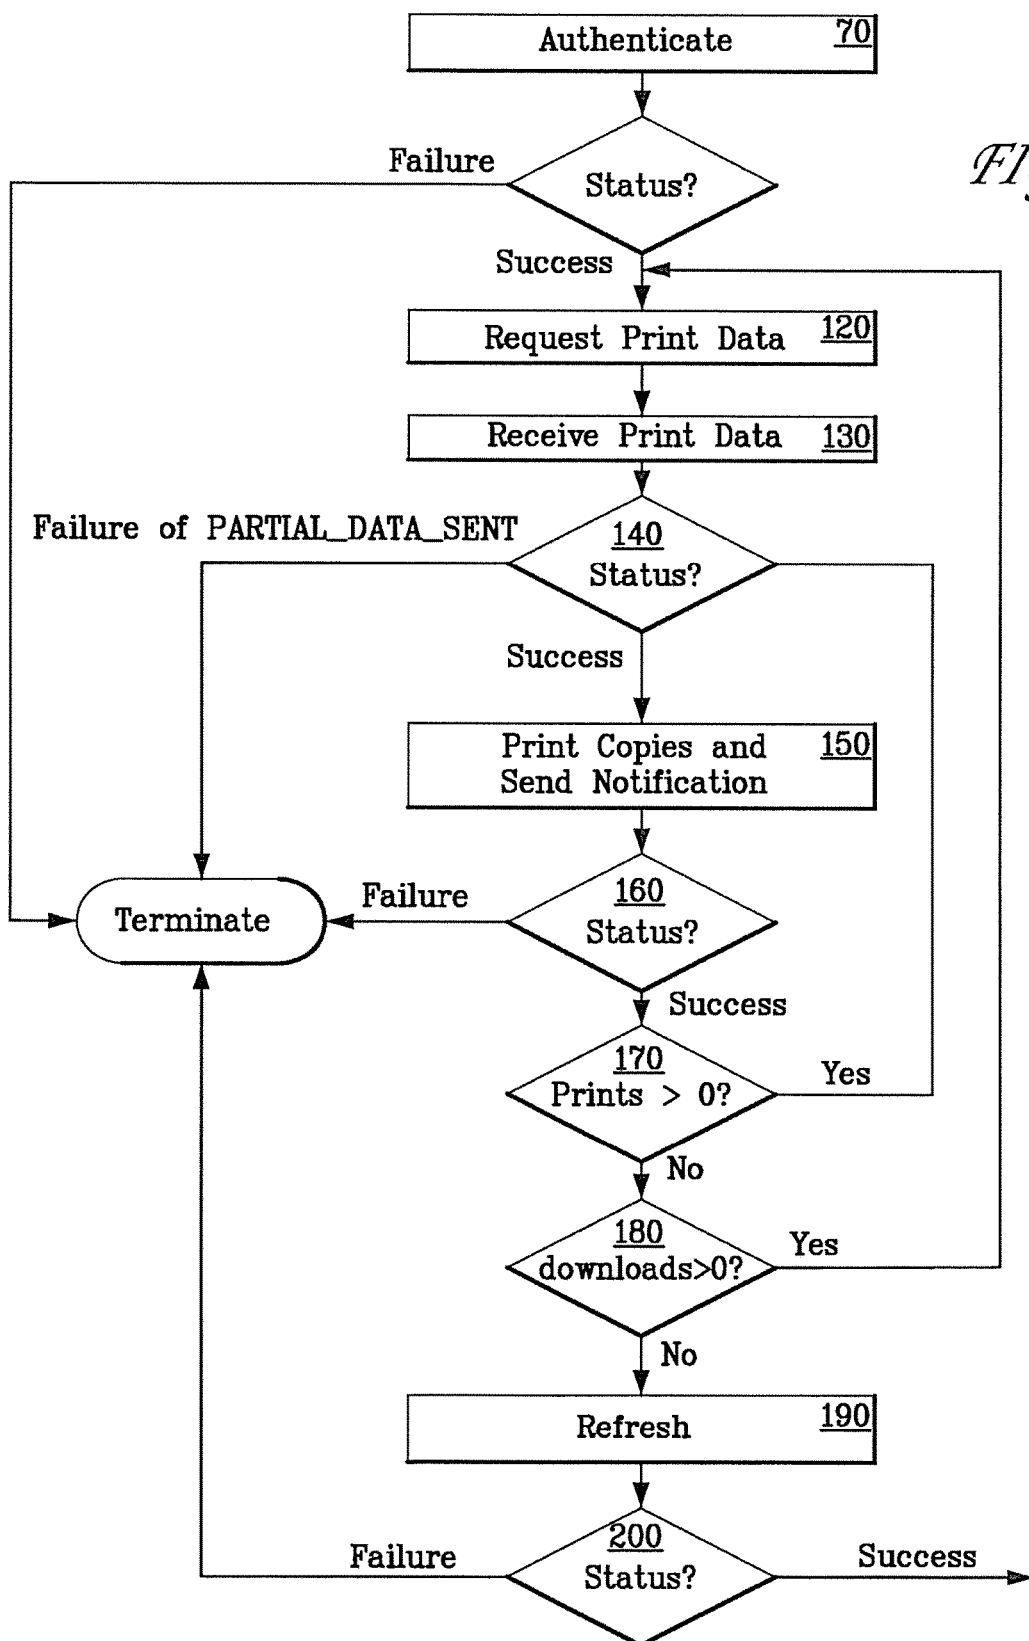 Authenticate 70
Failure
Status?
Success
Request Print Data 120
Receive Print Data 130
Failure of PARTIAL_DATA_SENT
140
Status?
Success
Print Copies and 150
Send Notification
160
Failure
Status?
Terminate
Success
170
Prints > 0?
Yes
No
180
downloads>0?
Yes
No
Refresh 190
200
Failure
Status?
Success